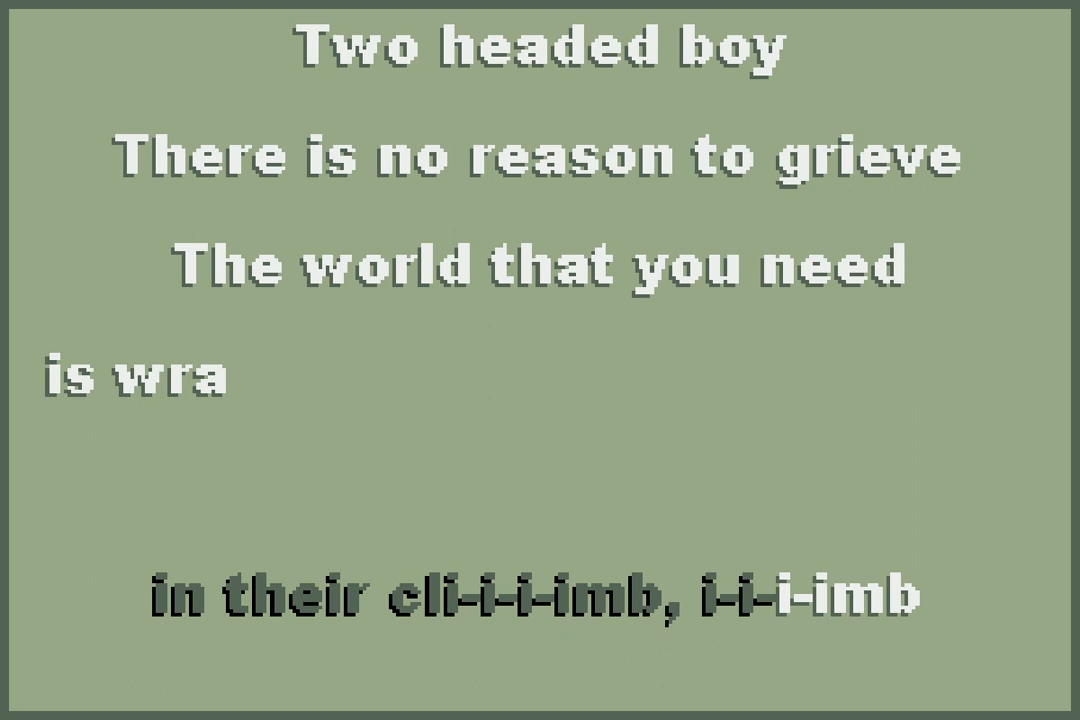 Two headed boy
There is no reason to grieve
The world that you need
is wra
in their cli-i-i-imb, i-i-i-imb